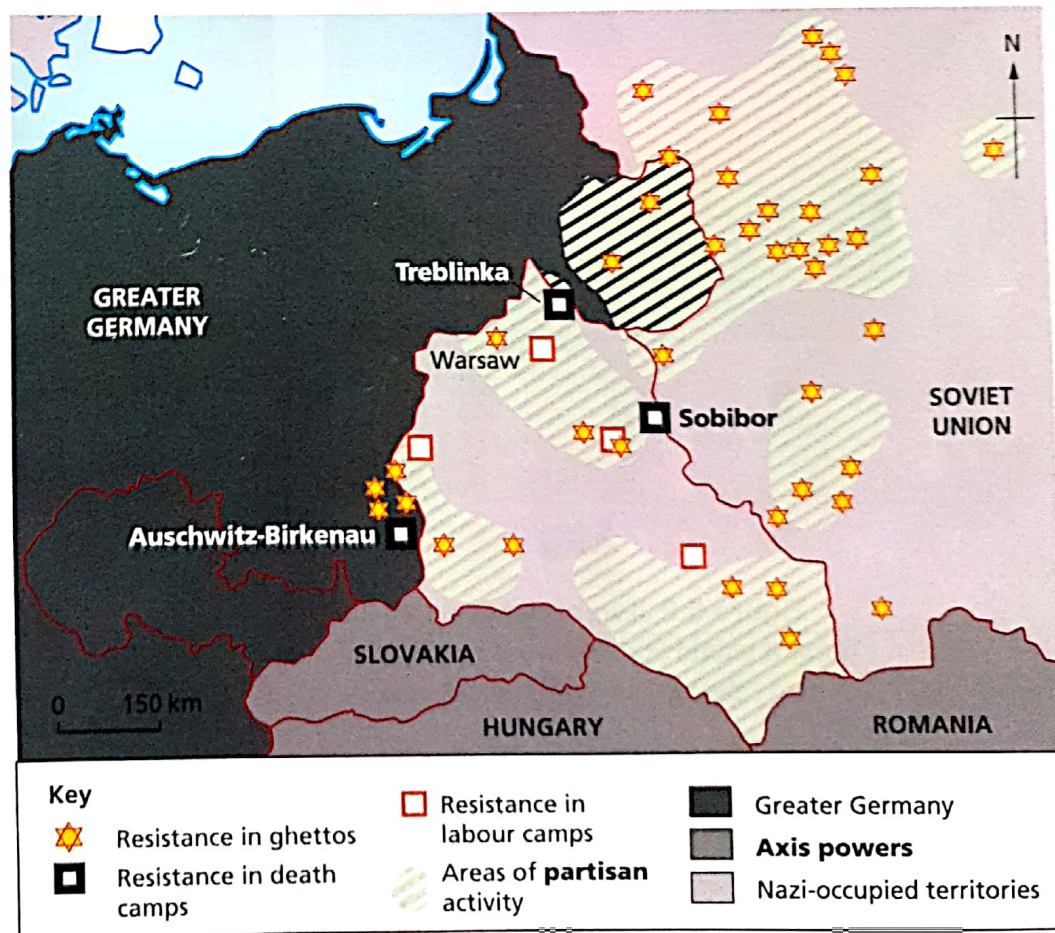 N
Treblinka
GREATER
GERMANY
Warsaw
Sobibor
SOVIET
UNION
Auschwitz-Birkenau
SLOVAKIA
0 150 km
HUNGARY
ROMANIA
Key
Resistance in ghettos
Resistance in death
camps
Resistance in
labour camps
Areas of partisan
activity
Greater Germany
Axis powers
Nazi-occupied territories